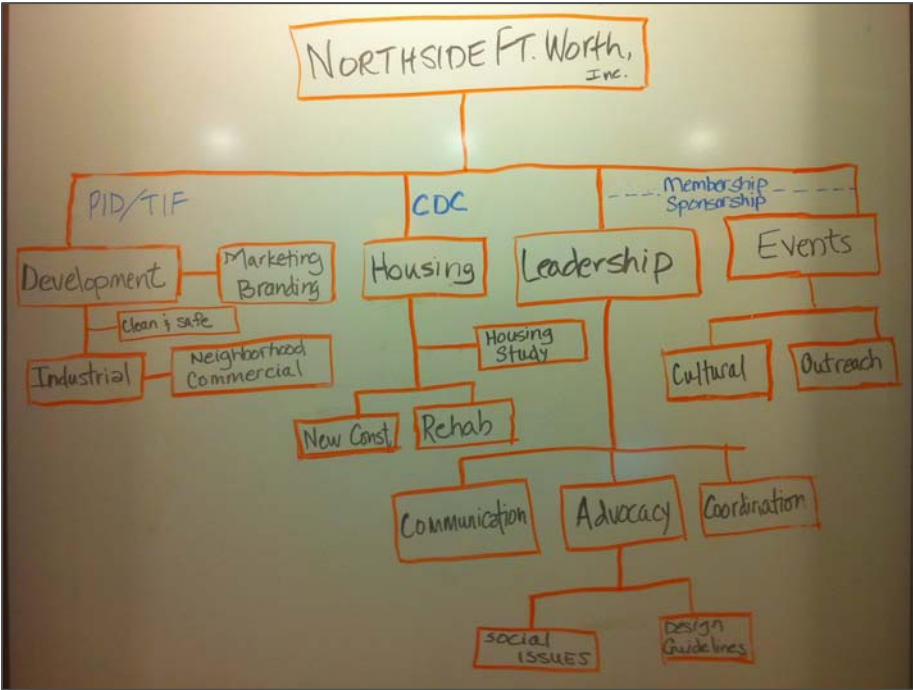 NORTHSIDE FT. Worth,
Inc.
PID/TIF
CDC
Membership
Sponsorship
Development
Marketing
Branding
Housing
Leadership
Events
Clean & safe
Industrial
Neighborhood
Commercial
Housing
Study
Cultural
Outreach
New Const.
Rehab
Communication
Advocacy
Coordination
Social
ISSUES
Design
Guidelines